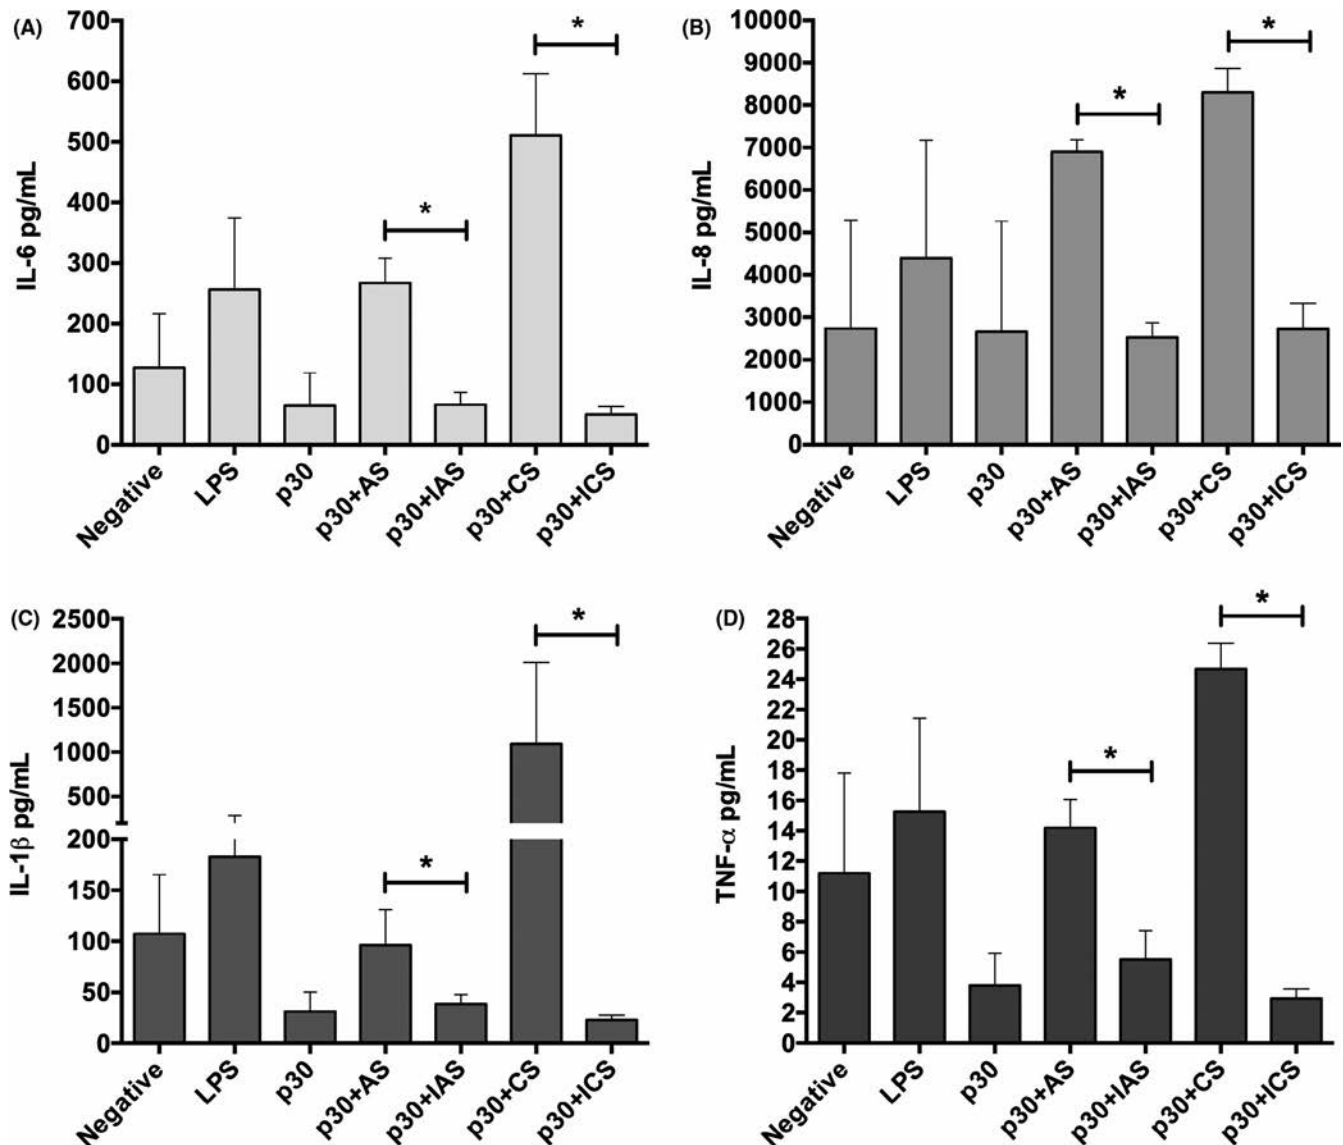 (A)
IL-6 pg/mL
700
600
500
400
300
200
100
0
*
*
Negative
LPS
p30
p30+AS
p30+IAS
p30+CS
p30+ICS
(B)
IL-8 pg/mL
10000
9000
8000
7000
6000
5000
4000
3000
2000
1000
0
*
*
Negative
LPS
p30
p30+AS
p30+IAS
p30+CS
p30+ICS
(C)
IL-1β pg/mL
2500
2000
1500
1000
500
200
150
100
50
0
*
*
Negative
LPS
p30
p30+AS
p30+IAS
p30+CS
p30+ICS
(D)
TNF-α pg/mL
28
26
24
22
20
18
16
14
12
10
8
6
4
2
0
*
*
Negative
LPS
p30
p30+AS
p30+IAS
p30+CS
p30+ICS